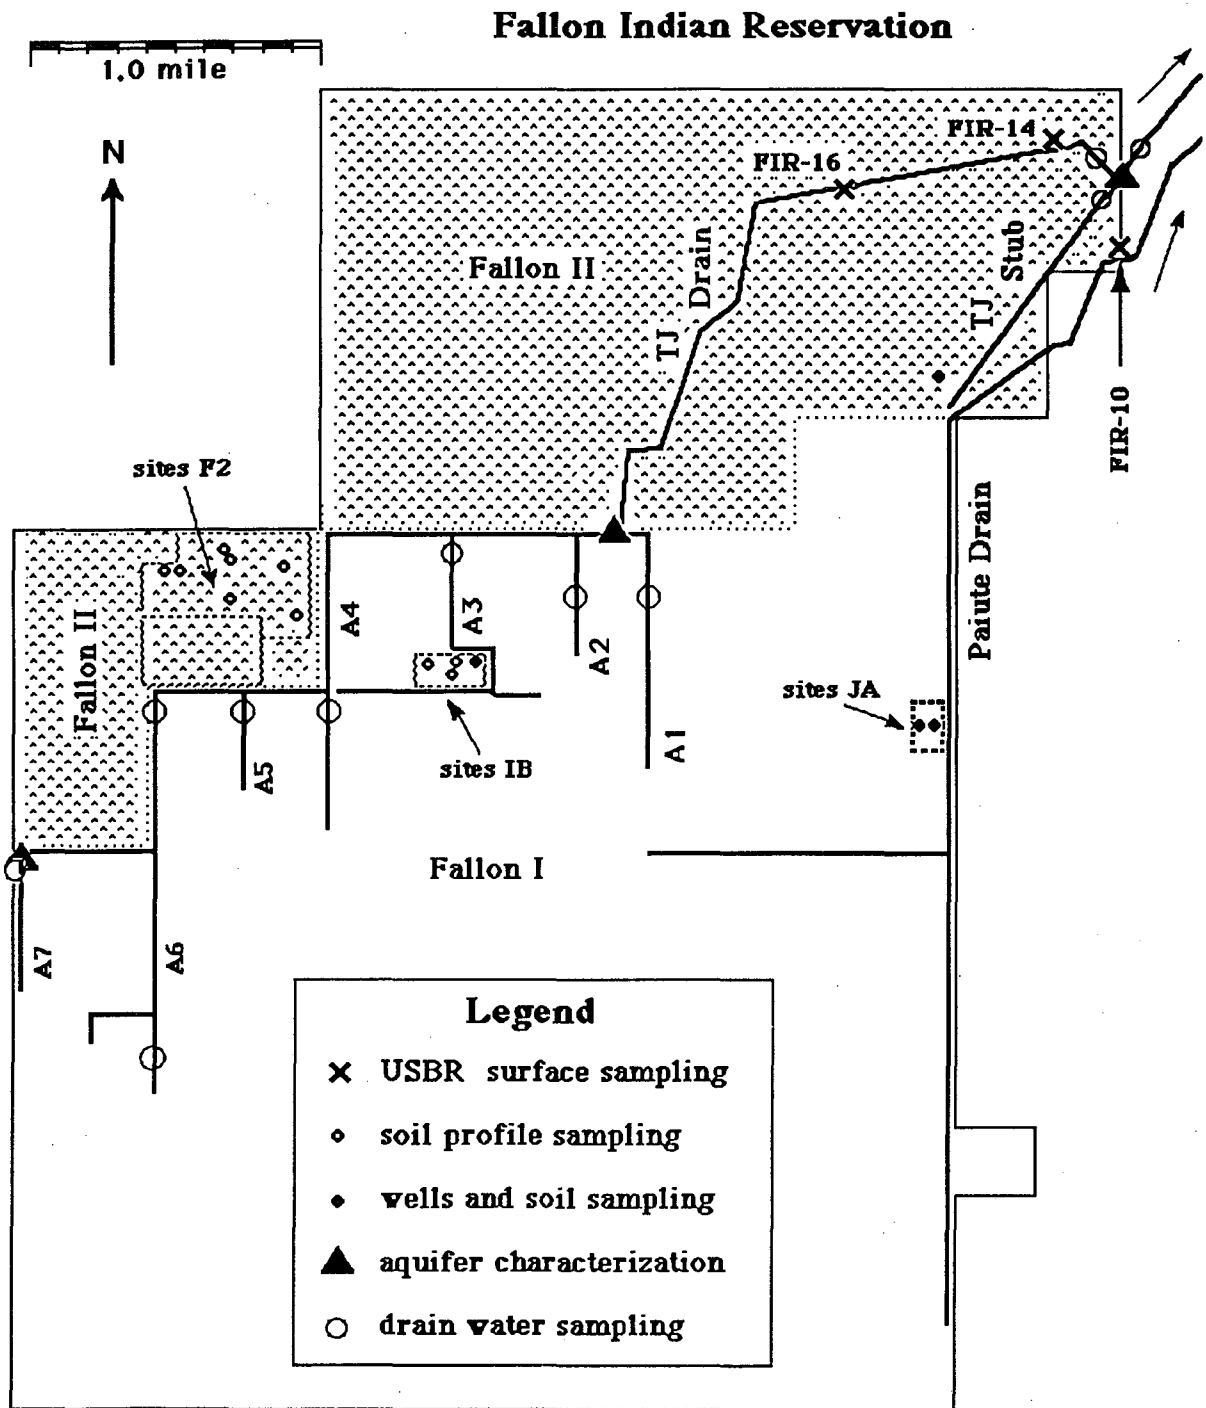 Fallon Indian Reservation
1.0 mile
N
FIR-14
FIR-16
Fallon II
TJ Drain
TJ Stub
FIR-10
sites F2
Fallon II
A4
A3
A2
A1
Paiute Drain
sites JA
sites IB
A5
Fallon I
A7
A6
Legend
USBR surface sampling
soil profile sampling
wells and soil sampling
aquifer characterization
drain water sampling